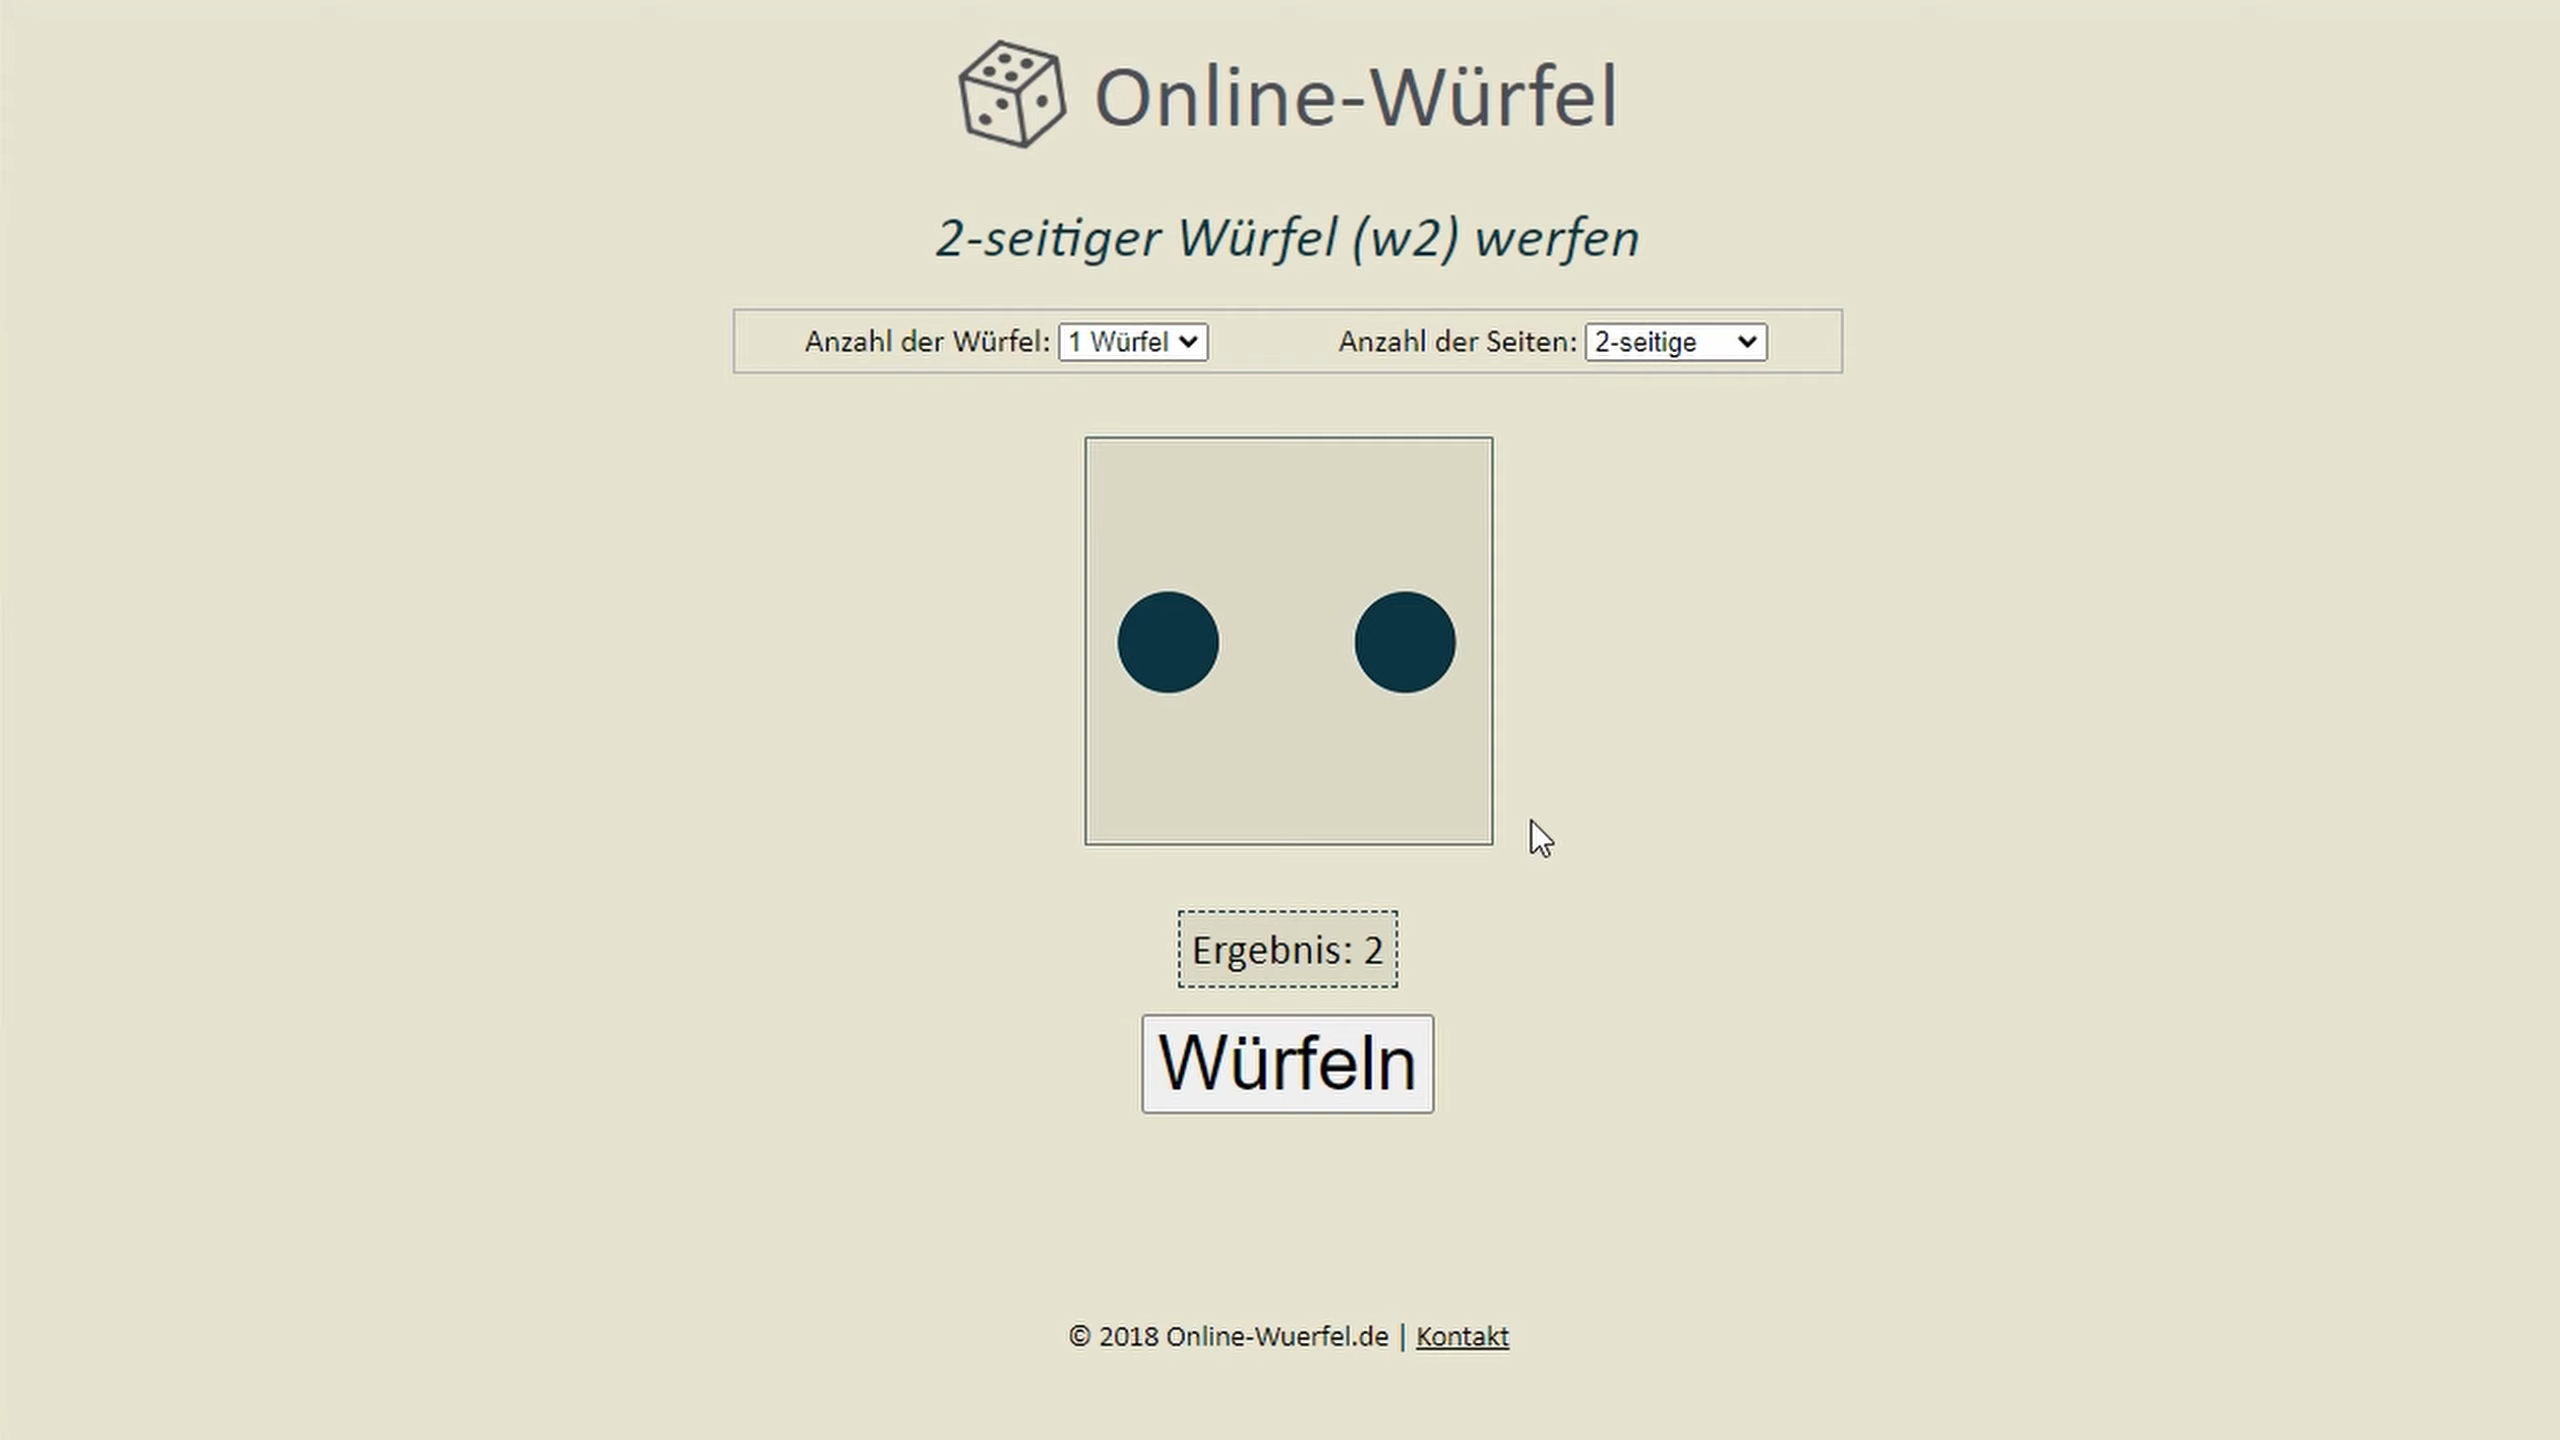 Online-Würfel
2-seitiger Würfel (w2) werfen
Anzahl der Würfel: 1 Würfel Anzahl der Seiten: 2-seitige
Ergebnis: 2
Würfeln
© 2018 Online-Wuerfel.de | Kontakt